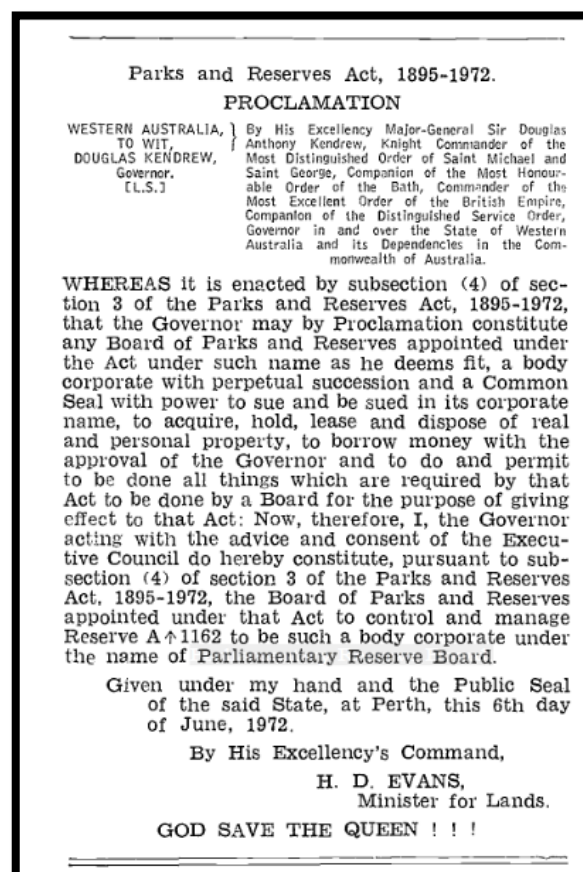 Parks and Reserves Act, 1895-1972.
PROCLAMATION
WESTERN AUSTRALIA,
TO WIT,
DOUGLAS KENDREW,
Governor.
[L.S.]
} By His Excellency Major-General Sir Douglas
Anthony Kendrew, Knight Commander of the
Most Distinguished Order of Saint Michael and
Saint George, Companion of the Most Honour-
able Order of the Bath, Commander of the
Most Excellent Order of the British Empire,
Companion of the Distinguished Service Order,
Governor in and over the State of Western
Australia and its Dependencies in the Com-
monwealth of Australia.
WHEREAS it is enacted by subsection (4) of sec-
tion 3 of the Parks and Reserves Act, 1895-1972,
that the Governor may by Proclamation constitute
any Board of Parks and Reserves appointed under
the Act under such name as he deems fit, a body
corporate with perpetual succession and a Common
Seal with power to sue and be sued in its corporate
name, to acquire, hold, lease and dispose of real
and personal property, to borrow money with the
approval of the Governor and to do and permit
to be done all things which are required by that
Act to be done by a Board for the purpose of giving
effect to that Act: Now, therefore, I, the Governor
acting with the advice and consent of the Execu-
tive Council do hereby constitute, pursuant to sub-
section (4) of section 3 of the Parks and Reserves
Act, 1895-1972, the Board of Parks and Reserves
appointed under that Act to control and manage
Reserve A↑1162 to be such a body corporate under
the name of Parliamentary Reserve Board.
Given under my hand and the Public Seal
of the said State, at Perth, this 6th day
of June, 1972.
By His Excellency's Command,
H. D. EVANS,
Minister for Lands.
GOD SAVE THE QUEEN ! ! !